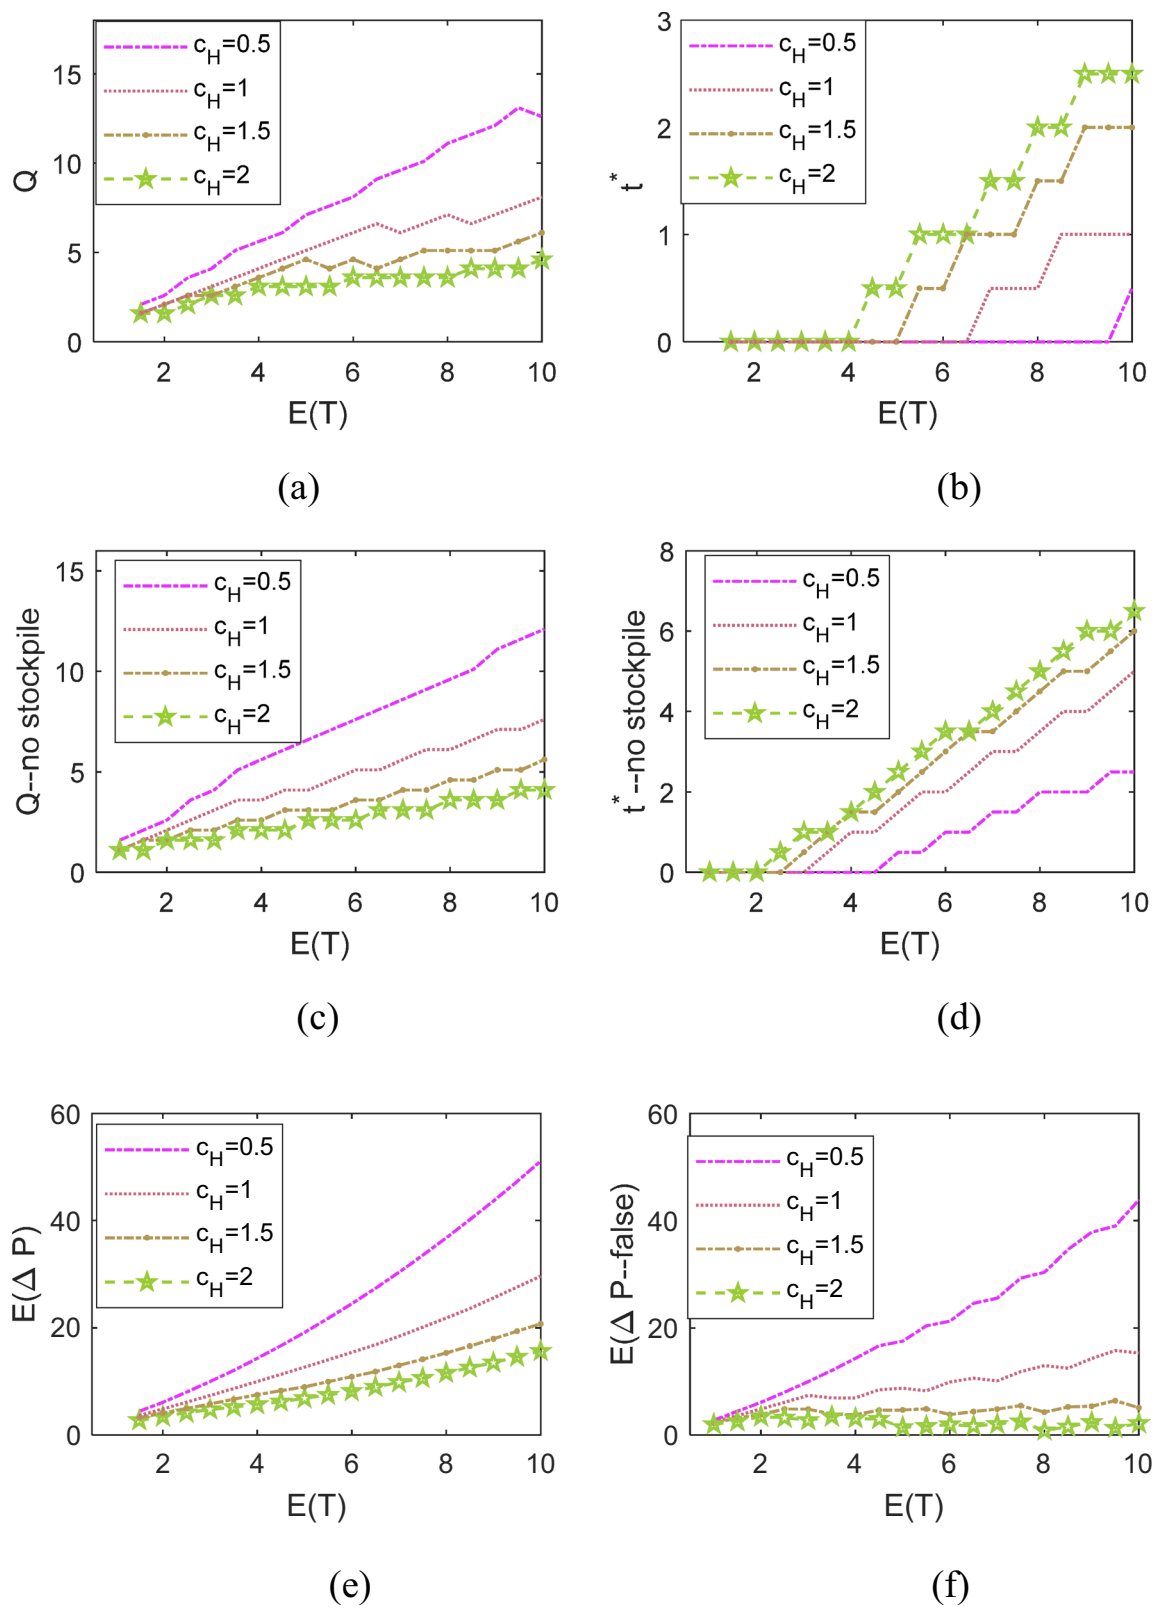 Q
15
10
5
0
c_H=0.5
c_H=1
c_H=1.5
c_H=2
2 4 6 8 10
E(T)
(a)
t*
3
2
1
0
c_H=0.5
c_H=1
c_H=1.5
c_H=2
2 4 6 8 10
E(T)
(b)
Q--no stockpile
15
10
5
0
c_H=0.5
c_H=1
c_H=1.5
c_H=2
2 4 6 8 10
E(T)
(c)
t* --no stockpile
8
6
4
2
0
c_H=0.5
c_H=1
c_H=1.5
c_H=2
2 4 6 8 10
E(T)
(d)
E(Δ P)
60
40
20
0
c_H=0.5
c_H=1
c_H=1.5
c_H=2
2 4 6 8 10
E(T)
(e)
E(Δ P--false)
60
40
20
0
c_H=0.5
c_H=1
c_H=1.5
c_H=2
2 4 6 8 10
E(T)
(f)